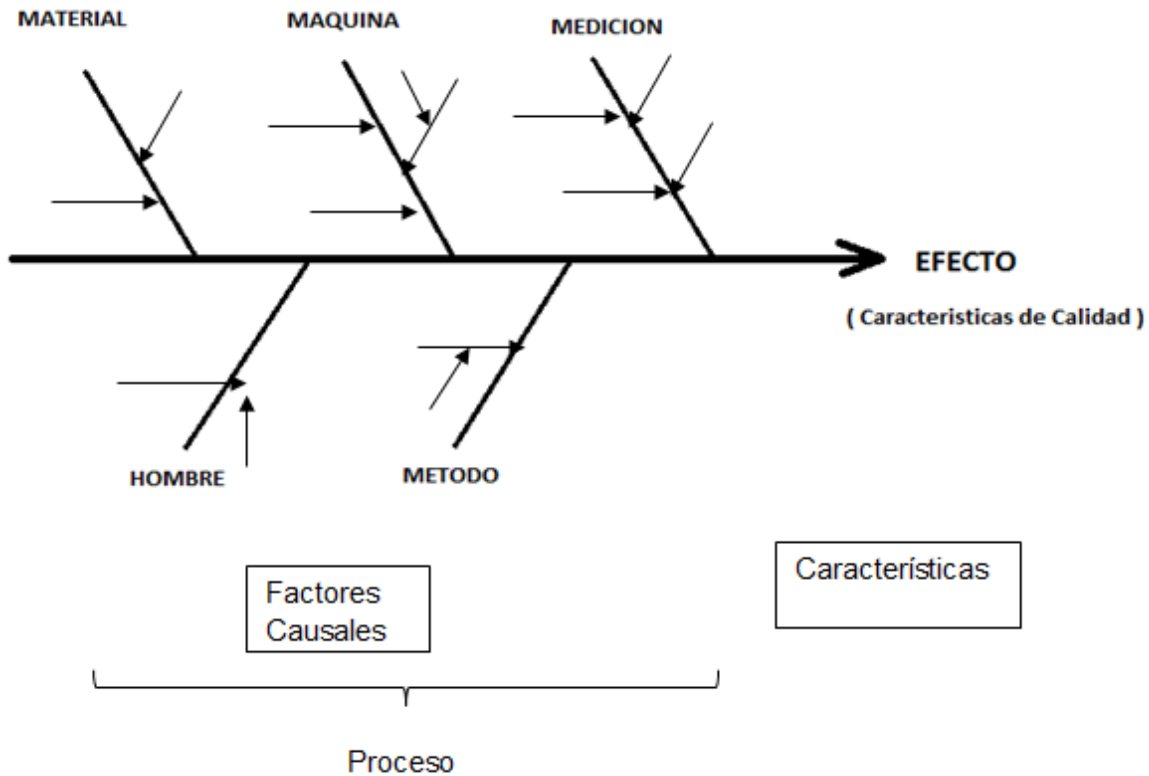 MATERIAL
MAQUINA
MEDICION
EFECTO
( Caracteristicas de Calidad )
HOMBRE
METODO
Factores
Causales
Características
Proceso